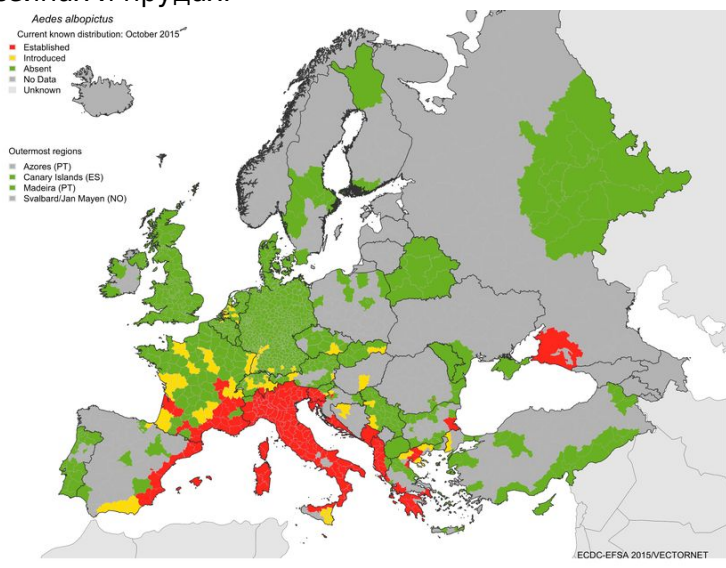 и прудах.
Aedes albopictus
Current known distribution: October 2015
Established
Introduced
Absent
No Data
Unknown
Outermost regions
Azores (PT)
Canary Islands (ES)
Madeira (PT)
Svalbard/Jan Mayen (NO)
ECDC-EFSA 2015/VECTORNET